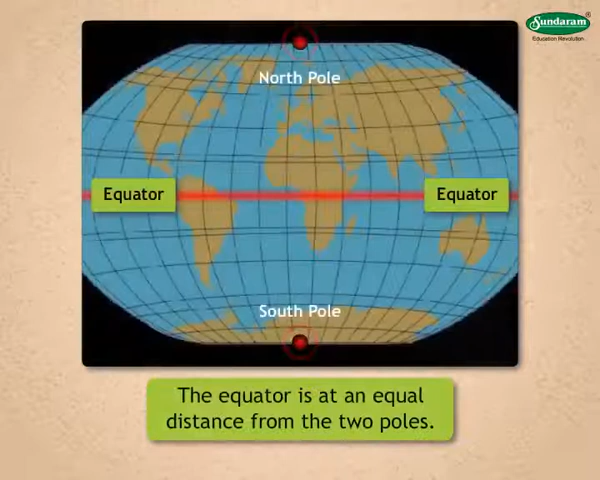 Sundaram
Education Revolution
North Pole
Equator
Equator
South Pole
The equator is at an equal
distance from the two poles.